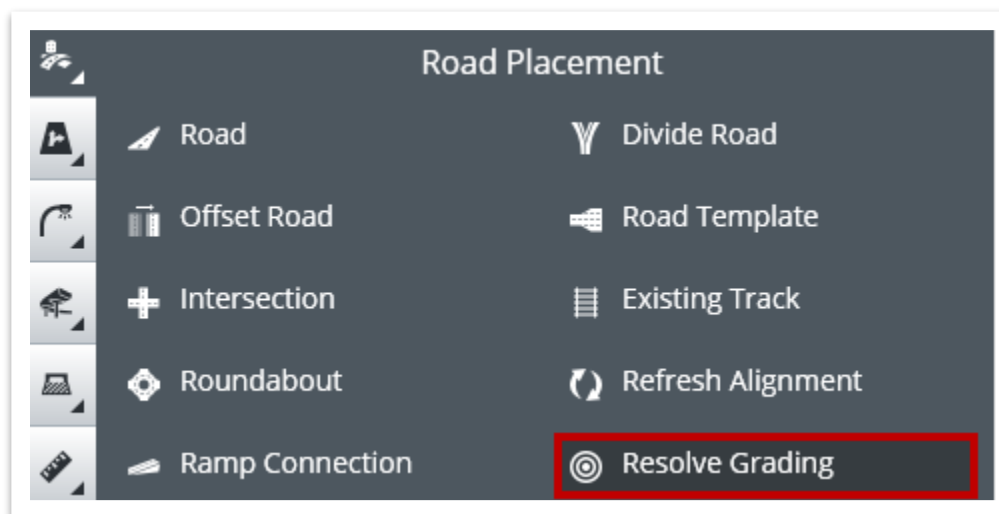 Road Placement
Road
Divide Road
Offset Road
Road Template
Intersection
Existing Track
Roundabout
Refresh Alignment
Ramp Connection
Resolve Grading